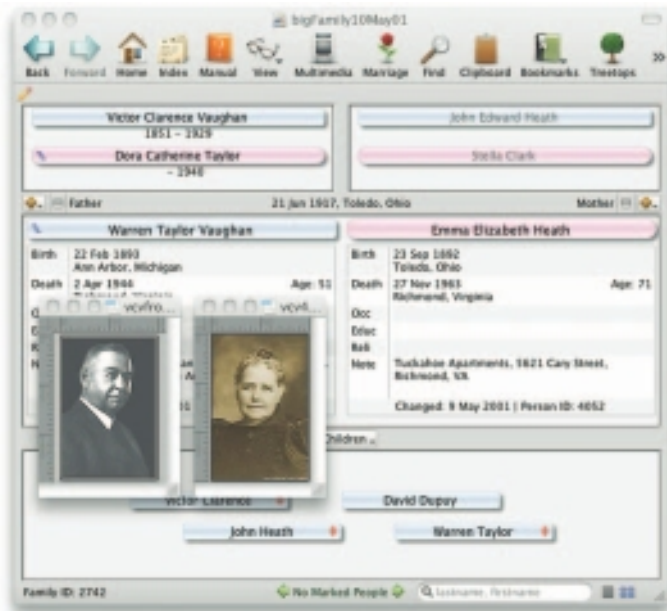 bigFamily10May01
Back Forward Home Index Manual View Multimedia Marriage Find Clipboard Bookmarks Treetops »
Victor Clarence Vaughan
1851 - 1929
Dora Catherine Taylor
- 1940
John Edward Heath
Stella Clark
Father 21 Jun 1917, Toledo, Ohio Mother
Warren Taylor Vaughan
Birth 22 Feb 1893
Ann Arbor, Michigan
Death 2 Apr 1944 Age: 51
Richmond, Virginia
Emma Elizabeth Heath
Birth 23 Sep 1892
Toledo, Ohio
Death 27 Nov 1963 Age: 71
Richmond, Virginia
Occ
Educ
Reli
Note Tuckahoe Apartments, 5621 Cary Street,
Richmond, VA
Changed: 9 May 2001 | Person ID: 4052
vcvfro...
Children
Victor Clarence
David Dupuy
John Heath
Warren Taylor
Family ID: 2742 No Marked People lastname, firstname